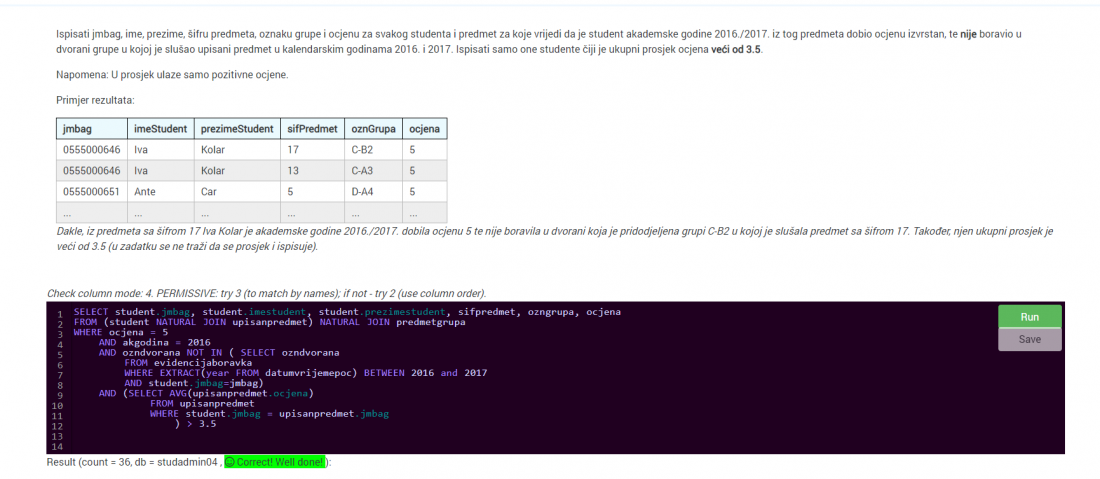 Ispisati jmbag, ime, prezime, šifru predmeta, oznaku grupe i ocjenu za svakog studenta i predmet za koje vrijedi da je student akademske godine 2016./2017. iz tog predmeta dobio ocjenu izvrstan, te nije boravio u
dvorani grupe u kojoj je slušao upisani predmet u kalendarskim godinama 2016. i 2017. Ispisati samo one studente čiji je ukupni prosjek ocjena veći od 3.5.
Napomena: U prosjek ulaze samo pozitivne ocjene.
Primjer rezultata:
jmbag imeStudent prezimeStudent sifPredmet oznGrupa ocjena
0555000646 Iva Kolar 17 C-B2 5
0555000646 Iva Kolar 13 C-A3 5
0555000651 Ante Car 5 D-A4 5
... ... ... ... ... ...
Dakle, iz predmeta sa šifrom 17 Iva Kolar je akademske godine 2016./2017. dobila ocjenu 5 te nije boravila u dvorani koja je pridodjeljena grupi C-B2 u kojoj je slušala predmet sa šifrom 17. Također, njen ukupni prosjek je
veći od 3.5 (u zadatku se ne traži da se prosjek i ispisuje).
Check column mode: 4. PERMISSIVE: try 3 (to match by names); if not - try 2 (use column order).
1 SELECT student.jmbag, student.imestudent, student.prezimestudent, sifpredmet, ozngrupa, ocjena
2 FROM (student NATURAL JOIN upisanpredmet) NATURAL JOIN predmetgrupa
3 WHERE ocjena = 5
4 AND akgodina = 2016
5 AND ozndvorana NOT IN ( SELECT ozndvorana
6 FROM evidencijaboravka
7 WHERE EXTRACT(year FROM datumvrijemepoc) BETWEEN 2016 and 2017
8 AND student.jmbag=jmbag)
9 AND (SELECT AVG(upisanpredmet.ocjena)
10 FROM upisanpredmet
11 WHERE student.jmbag = upisanpredmet.jmbag
12 ) > 3.5
13
14
Run
Save
Result (count = 36, db = studadmin04 , Correct! Well done! ):